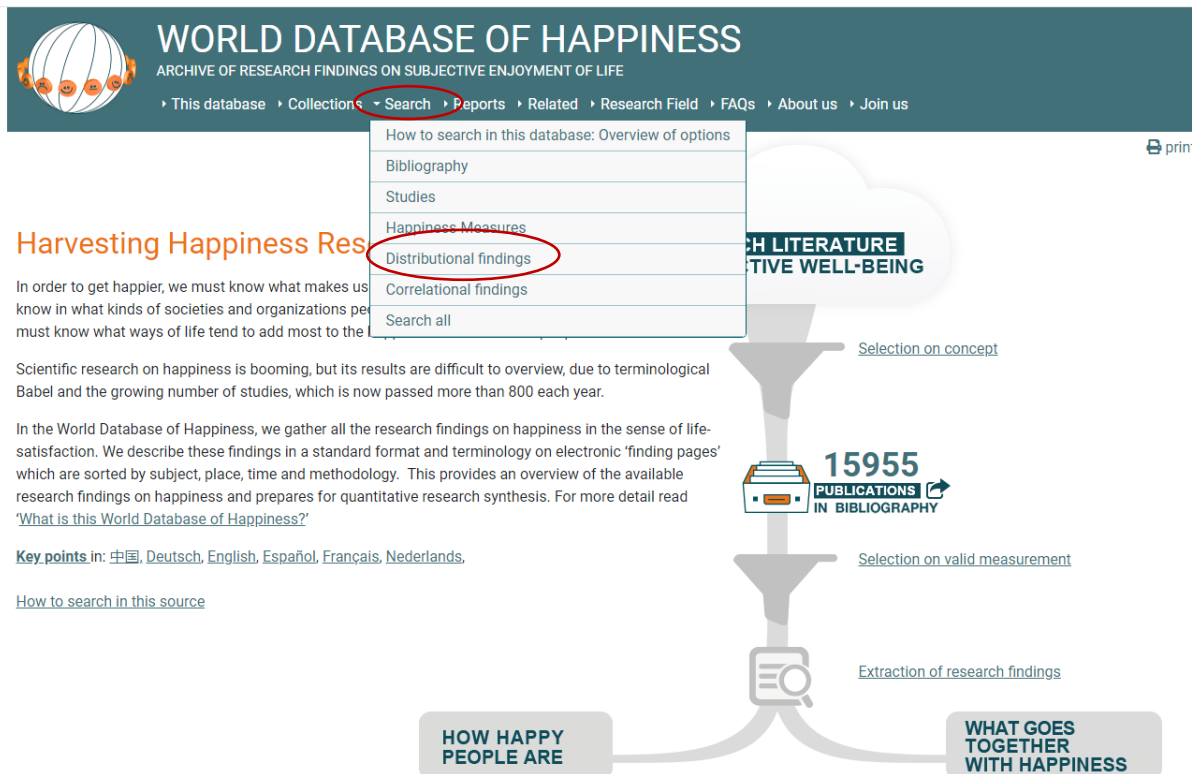 WORLD DATABASE OF HAPPINESS
ARCHIVE OF RESEARCH FINDINGS ON SUBJECTIVE ENJOYMENT OF LIFE
This database Collections Search Reports Related Research Field FAQs About us Join us
How to search in this database: Overview of options
Bibliography
Studies
Happiness Measures
Distributional findings
Correlational findings
Search all
print
Harvesting Happiness Res
In order to get happier, we must know what makes us
know in what kinds of societies and organizations peo
must know what ways of life tend to add most to the
Scientific research on happiness is booming, but its results are difficult to overview, due to terminological
Babel and the growing number of studies, which is now passed more than 800 each year.
In the World Database of Happiness, we gather all the research findings on happiness in the sense of life-
satisfaction. We describe these findings in a standard format and terminology on electronic ‘finding pages’
which are sorted by subject, place, time and methodology. This provides an overview of the available
research findings on happiness and prepares for quantitative research synthesis. For more detail read
‘What is this World Database of Happiness?’
Key points in: 中国, Deutsch, English, Español, Français, Nederlands,
How to search in this source
CH LITERATURE
CTIVE WELL-BEING
Selection on concept
15955
PUBLICATIONS
IN BIBLIOGRAPHY
Selection on valid measurement
Extraction of research findings
HOW HAPPY
PEOPLE ARE
WHAT GOES
TOGETHER
WITH HAPPINESS